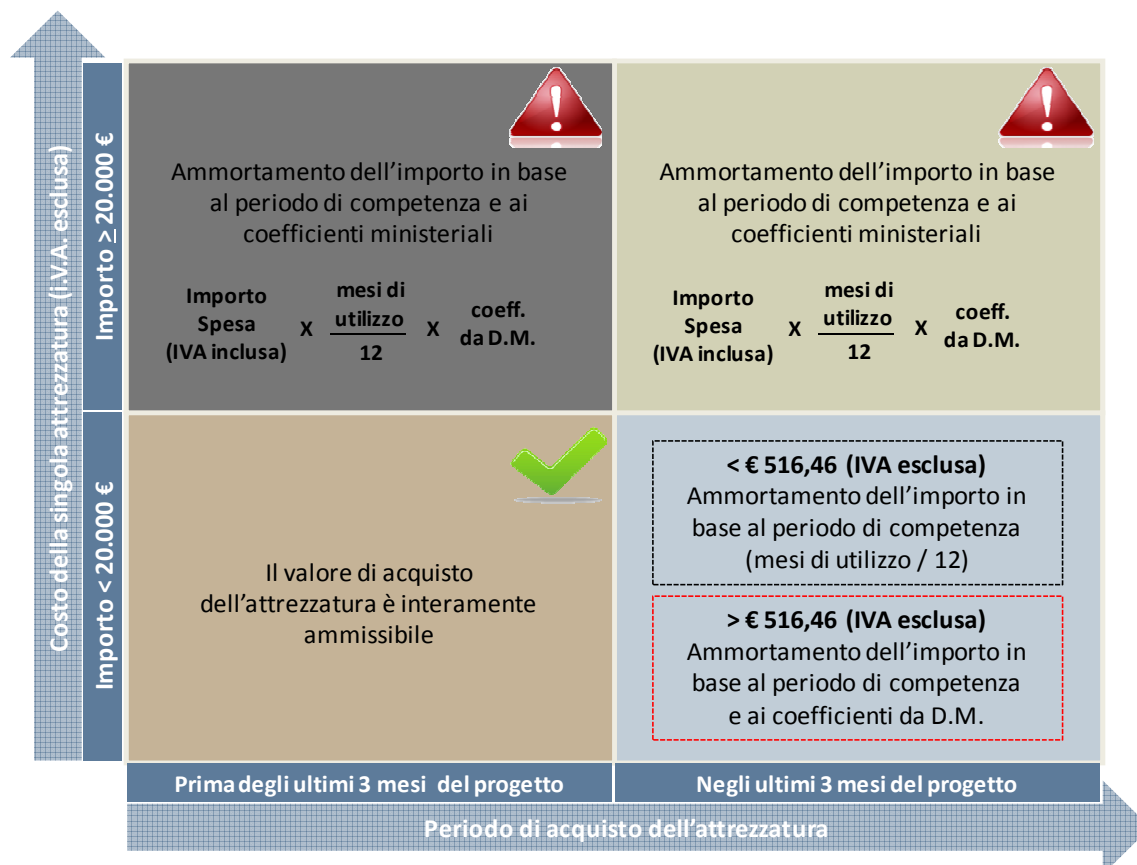 Costo della singola attrezzatura (i.V.A. esclusa)
Importo ≥ 20.000 €
Ammortamento dell'importo in base
al periodo di competenza e ai
coefficienti ministeriali
Importo
Spesa
(IVA inclusa)
X
mesi di
utilizzo
12
X
coeff.
da D.M.
Ammortamento dell'importo in base
al periodo di competenza e ai
coefficienti ministeriali
Importo
Spesa
(IVA inclusa)
X
mesi di
utilizzo
12
X
coeff.
da D.M.
Importo < 20.000 €
Il valore di acquisto
dell'attrezzatura è interamente
ammissibile
< € 516,46 (IVA esclusa)
Ammortamento dell'importo in
base al periodo di competenza
(mesi di utilizzo / 12)
> € 516,46 (IVA esclusa)
Ammortamento dell'importo in
base al periodo di competenza
e ai coefficienti da D.M.
Prima degli ultimi 3 mesi del progetto
Negli ultimi 3 mesi del progetto
Periodo di acquisto dell'attrezzatura